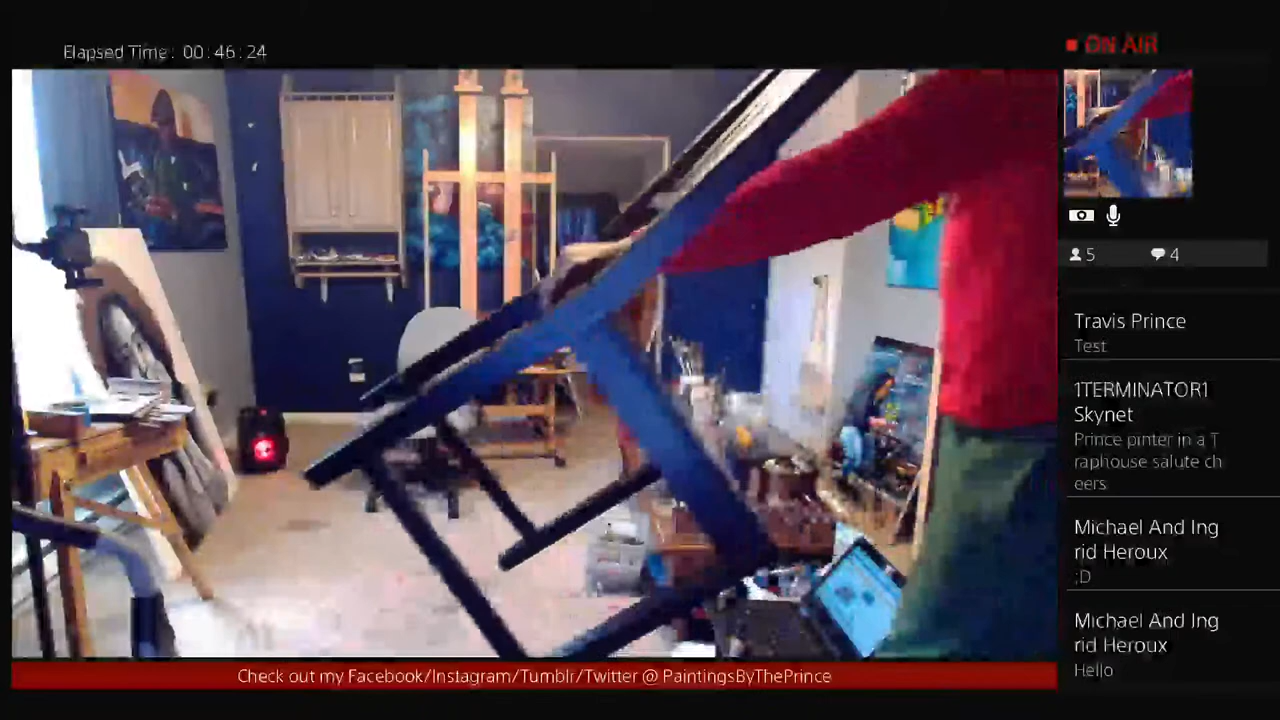 Elapsed Time: 00:46:24
ON AIR
5
4
Travis Prince
Test
1TERMINATOR1
Skynet
Prince pinter in a T
raphouse salute ch
eers
Michael And Ing
rid Heroux
;D
Michael And Ing
rid Heroux
Hello
Check out my Facebook/Instagram/Tumblr/Twitter @ PaintingsByThePrince